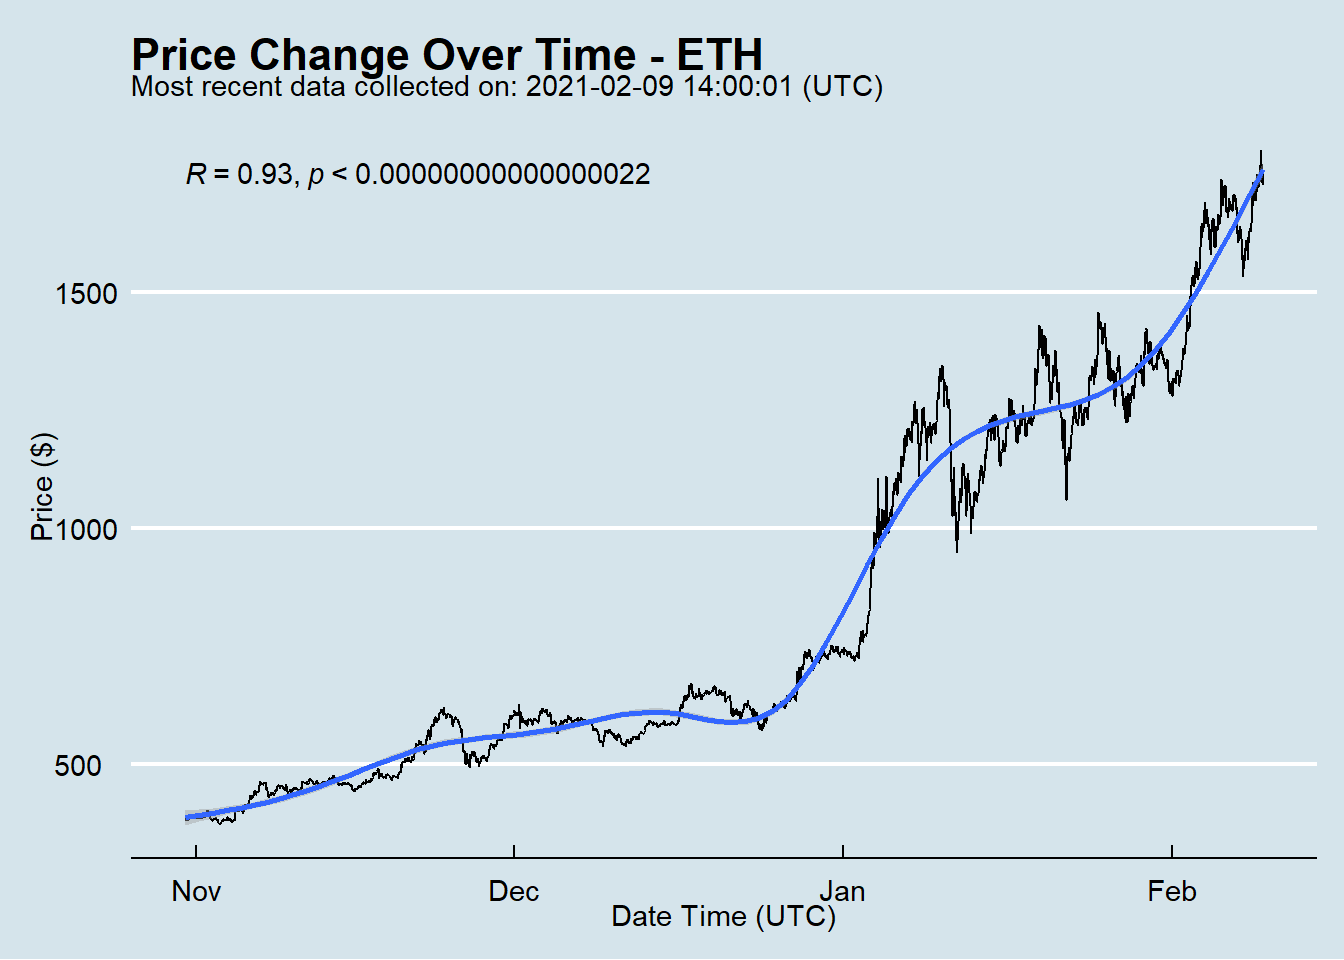 Price Change Over Time - ETH
Most recent data collected on: 2021-02-09 14:00:01 (UTC)
R = 0.93, p < 0.00000000000000022
1500
1000
500
Price ($)
Nov Dec Jan Feb
Date Time (UTC)